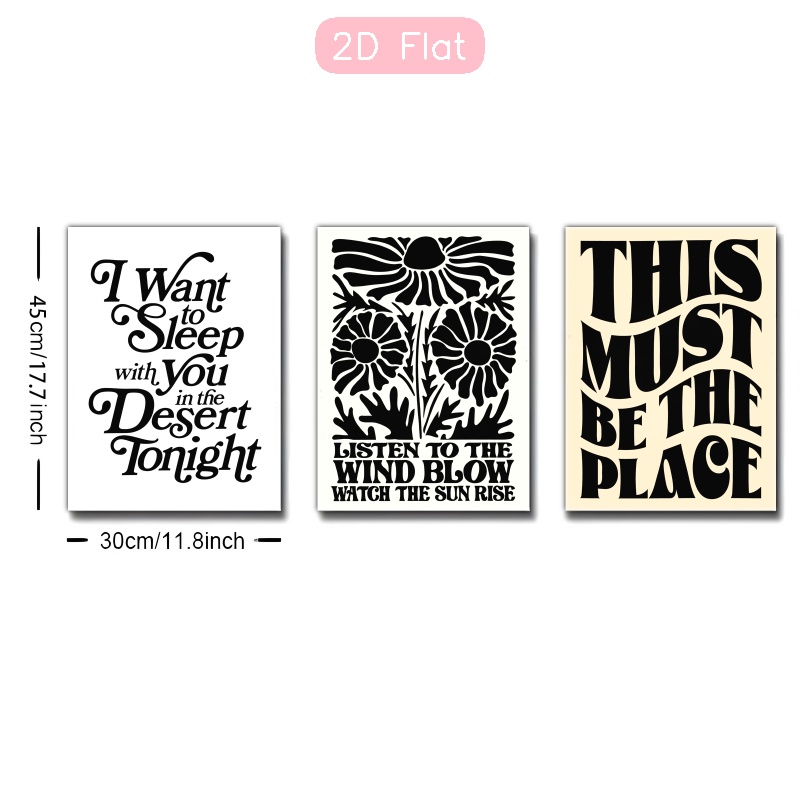 2D Flat
45cm/17.7inch
I Want
to
Sleep
with you
in the
Desert
Tonight
LISTEN TO THE
WIND BLOW
WATCH THE SUN RISE
THIS
MUST
BE THE
PLACE
30cm/11.8inch